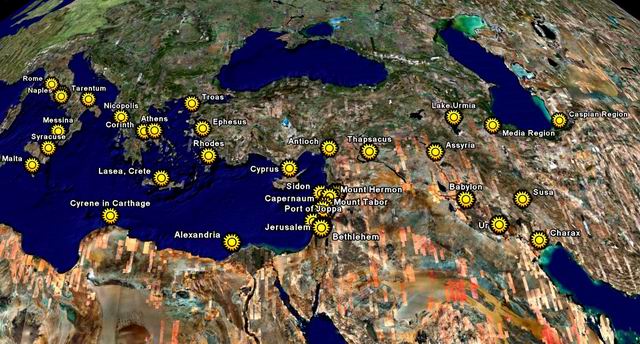 Rome
Naples
Tarentum
Nicopolis
Troas
Messina
Corinth
Athens
Ephesus
Syracuse
Rhodes
Malta
Lasea, Crete
Cyprus
Antioch
Thapsacus
Lake Urmia
Caspian Region
Media Region
Assyria
Sidon
Mount Hermon
Capernaum
Mount Tabor
Port of Joppa
Babylon
Susa
Cyrene in Carthage
Alexandria
Jerusalem
Bethlehem
Ur
Charax